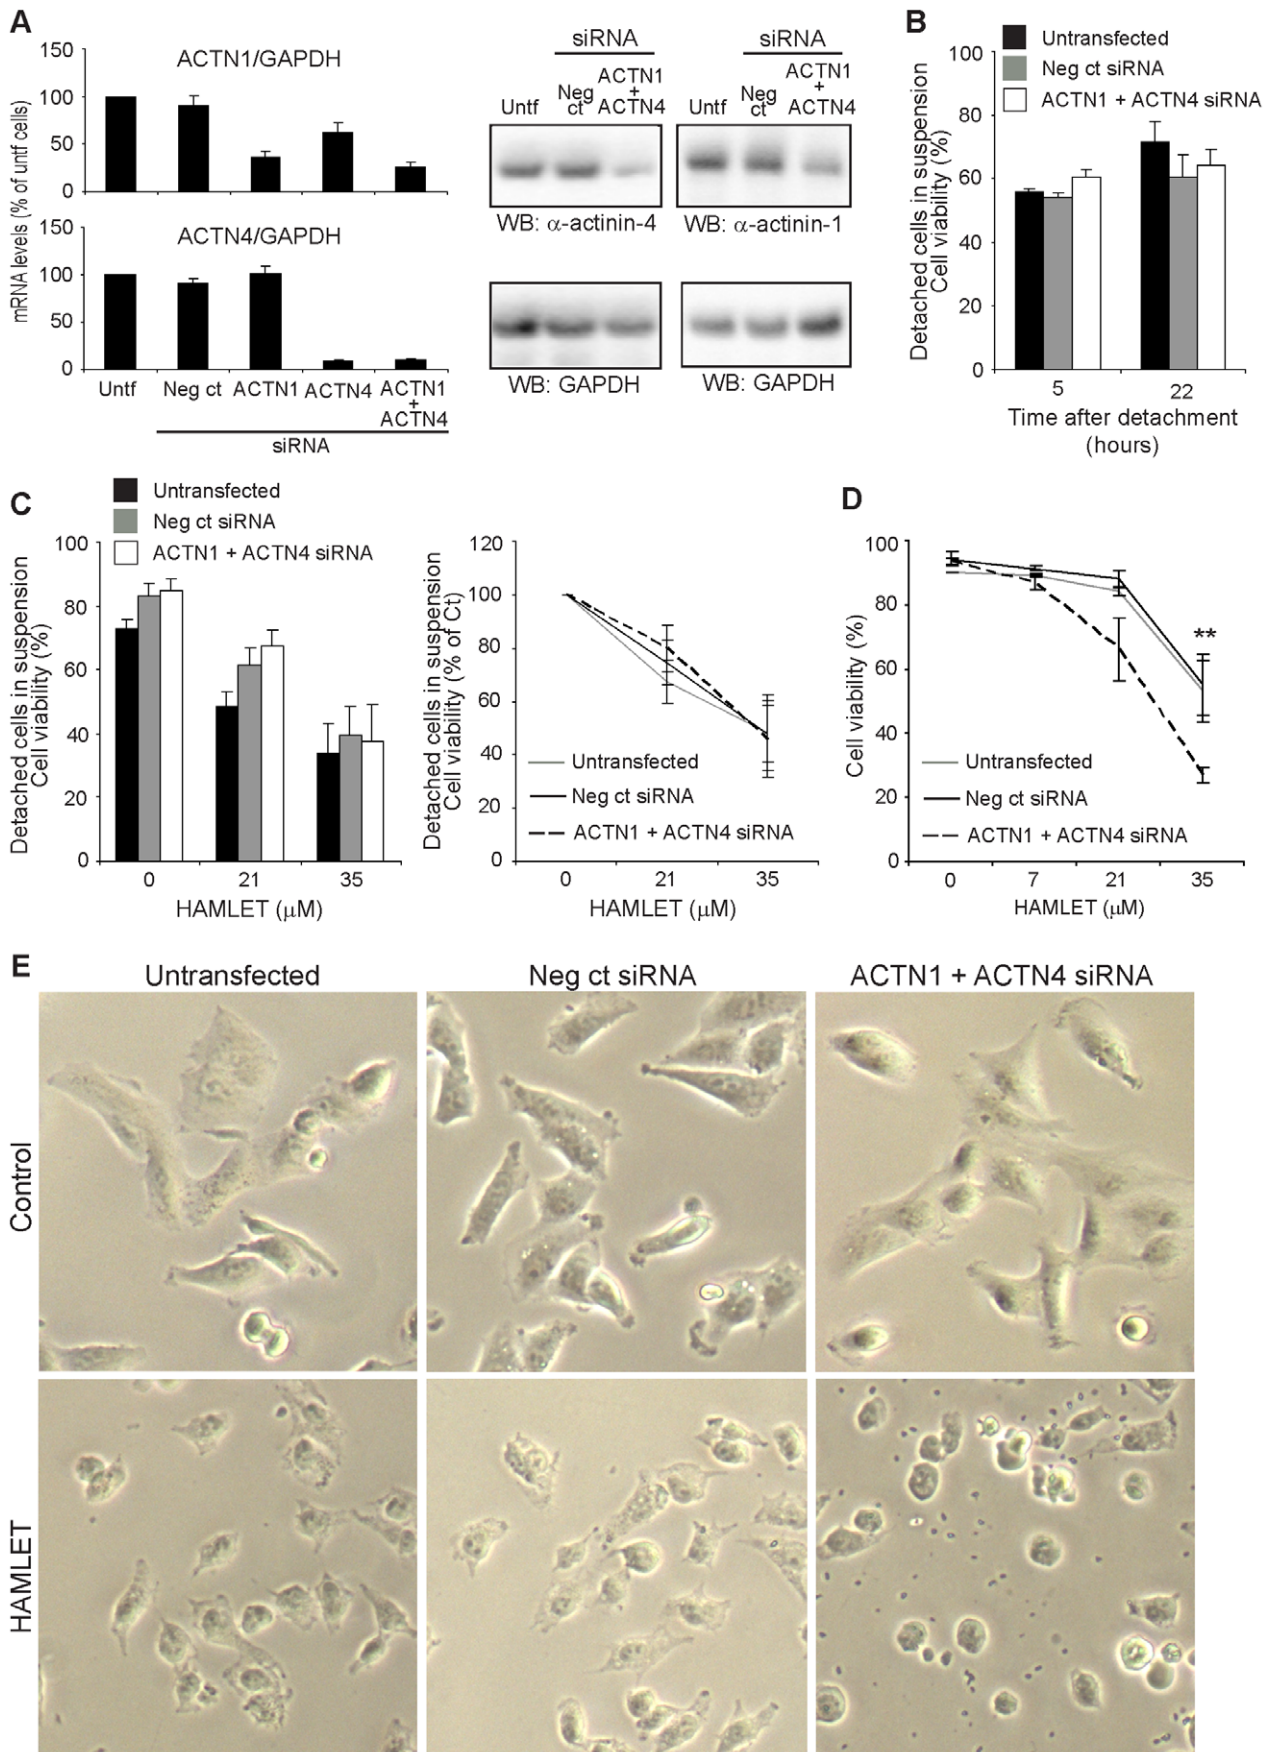 A
150
ACTN1/GAPDH
100
50
0
150
ACTN4/GAPDH
100
50
0
mRNA levels (% of untf cells)
Untf
Neg ct
ACTN1
ACTN4
ACTN1
+
ACTN4
siRNA
siRNA
Untf
Neg
ct
ACTN1
+
ACTN4
WB: α-actinin-4
WB: GAPDH
siRNA
Untf
Neg
ct
ACTN1
+
ACTN4
WB: α-actinin-1
WB: GAPDH
B
Untransfected
Neg ct siRNA
ACTN1 + ACTN4 siRNA
Detached cells in suspension
Cell viability (%)
100
80
60
40
20
0
5
22
Time after detachment
(hours)
C
Untransfected
Neg ct siRNA
ACTN1 + ACTN4 siRNA
Detached cells in suspension
Cell viability (%)
100
80
60
40
20
0
0
21
35
HAMLET (μM)
Detached cells in suspension
Cell viability (% of Ct)
120
100
80
60
40
20
0
Untransfected
Neg ct siRNA
ACTN1 + ACTN4 siRNA
0
21
35
HAMLET (μM)
D
Cell viability (%)
100
80
60
40
20
0
**
Untransfected
Neg ct siRNA
ACTN1 + ACTN4 siRNA
0
7
21
35
HAMLET (μM)
E
Untransfected
Neg ct siRNA
ACTN1 + ACTN4 siRNA
Control
HAMLET